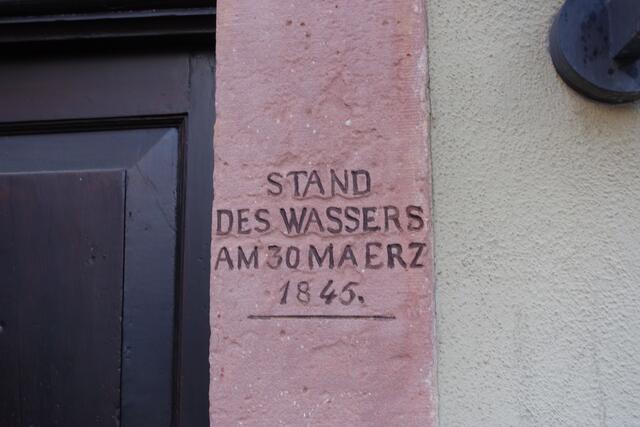 STAND
DES WASSERS
AM 30 MAERZ
1845.